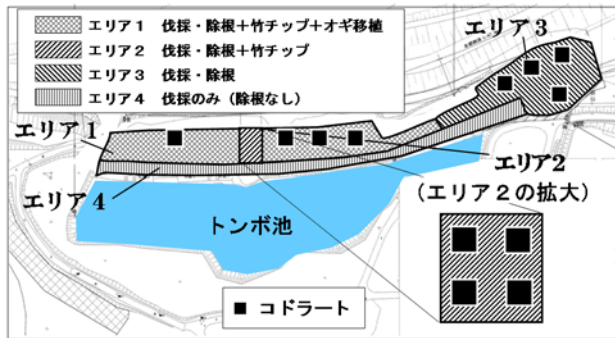 エリア1 伐採・除根＋竹チップ＋オギ移植
エリア2 伐採・除根＋竹チップ
エリア3 伐採・除根
エリア4 伐採のみ（除根なし）
エリア3
エリア1
エリア2
（エリア２の拡大）
エリア4
トンボ池
■ コドラート